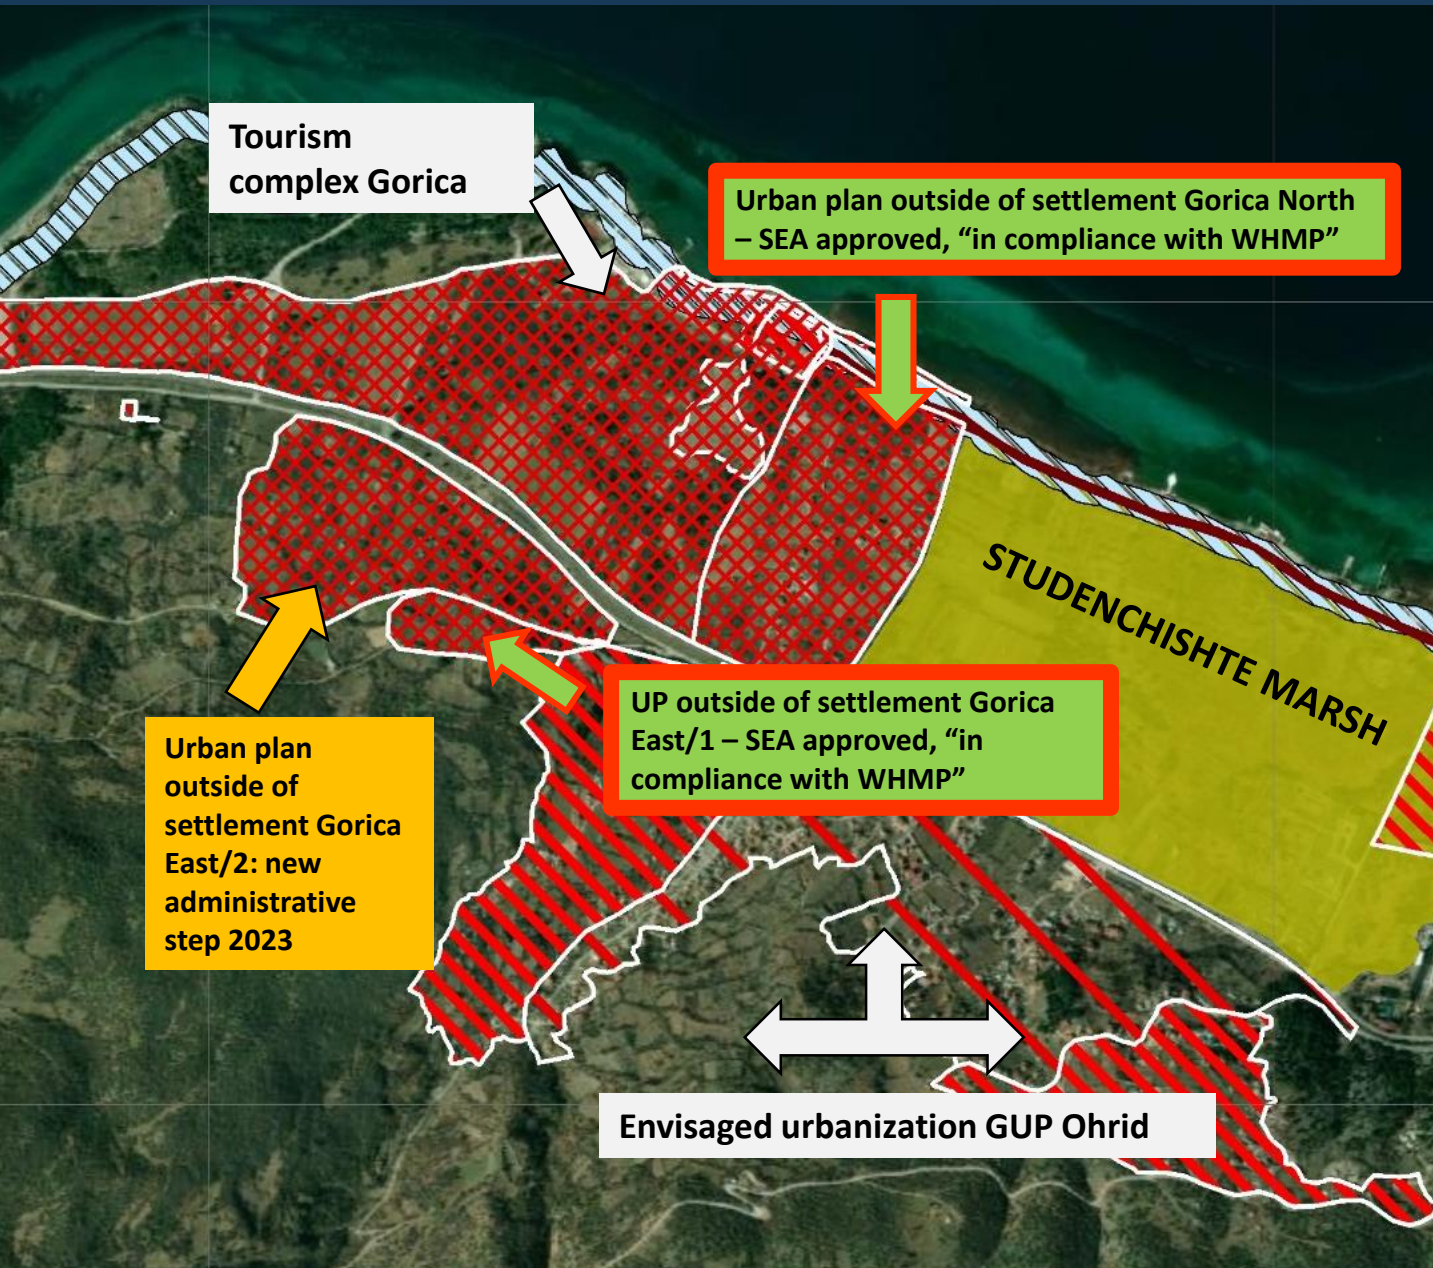 Tourism
complex Gorica
Urban plan outside of settlement Gorica North
– SEA approved, “in compliance with WHMP”
STUDENCHISHTE MARSH
UP outside of settlement Gorica
East/1 – SEA approved, “in
compliance with WHMP”
Urban plan
outside of
settlement Gorica
East/2: new
administrative
step 2023
Envisaged urbanization GUP Ohrid